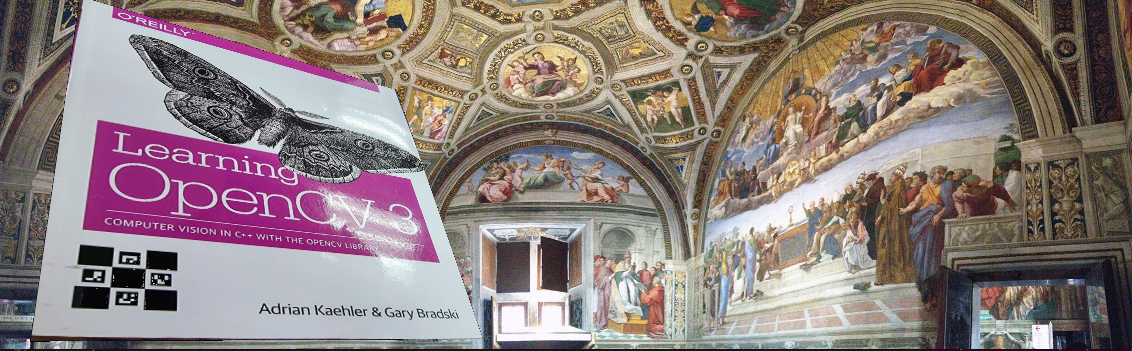 O'REILLY
Learning
OpenCV 3
COMPUTER VISION IN C++ WITH THE OPENCV LIBRARY
Adrian Kaehler & Gary Bradski